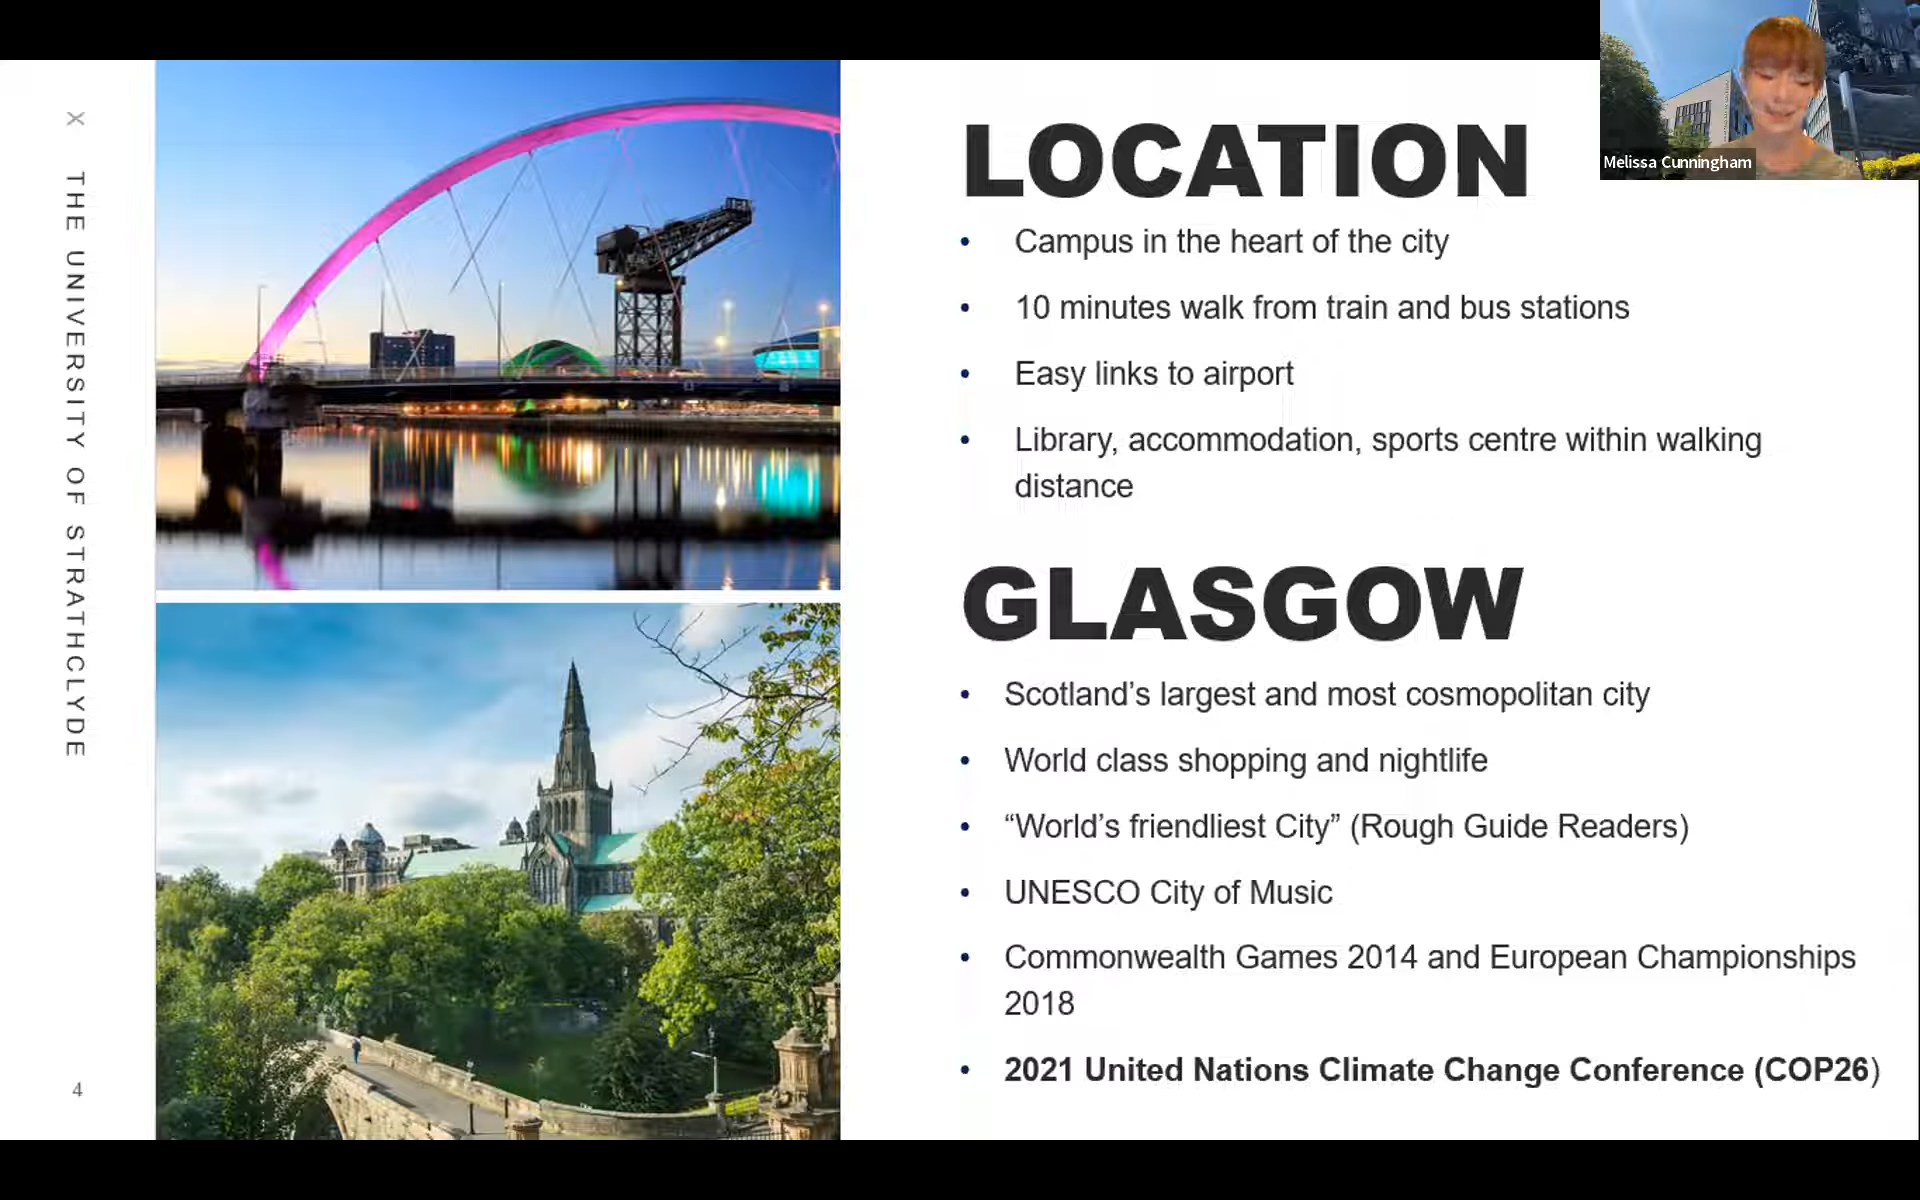 X THE UNIVERSITY OF STRATHCLYDE
4
LOCATION
• Campus in the heart of the city
• 10 minutes walk from train and bus stations
• Easy links to airport
• Library, accommodation, sports centre within walking
distance
GLASGOW
• Scotland’s largest and most cosmopolitan city
• World class shopping and nightlife
• “World’s friendliest City” (Rough Guide Readers)
• UNESCO City of Music
• Commonwealth Games 2014 and European Championships
2018
• 2021 United Nations Climate Change Conference (COP26)
Melissa Cunningham